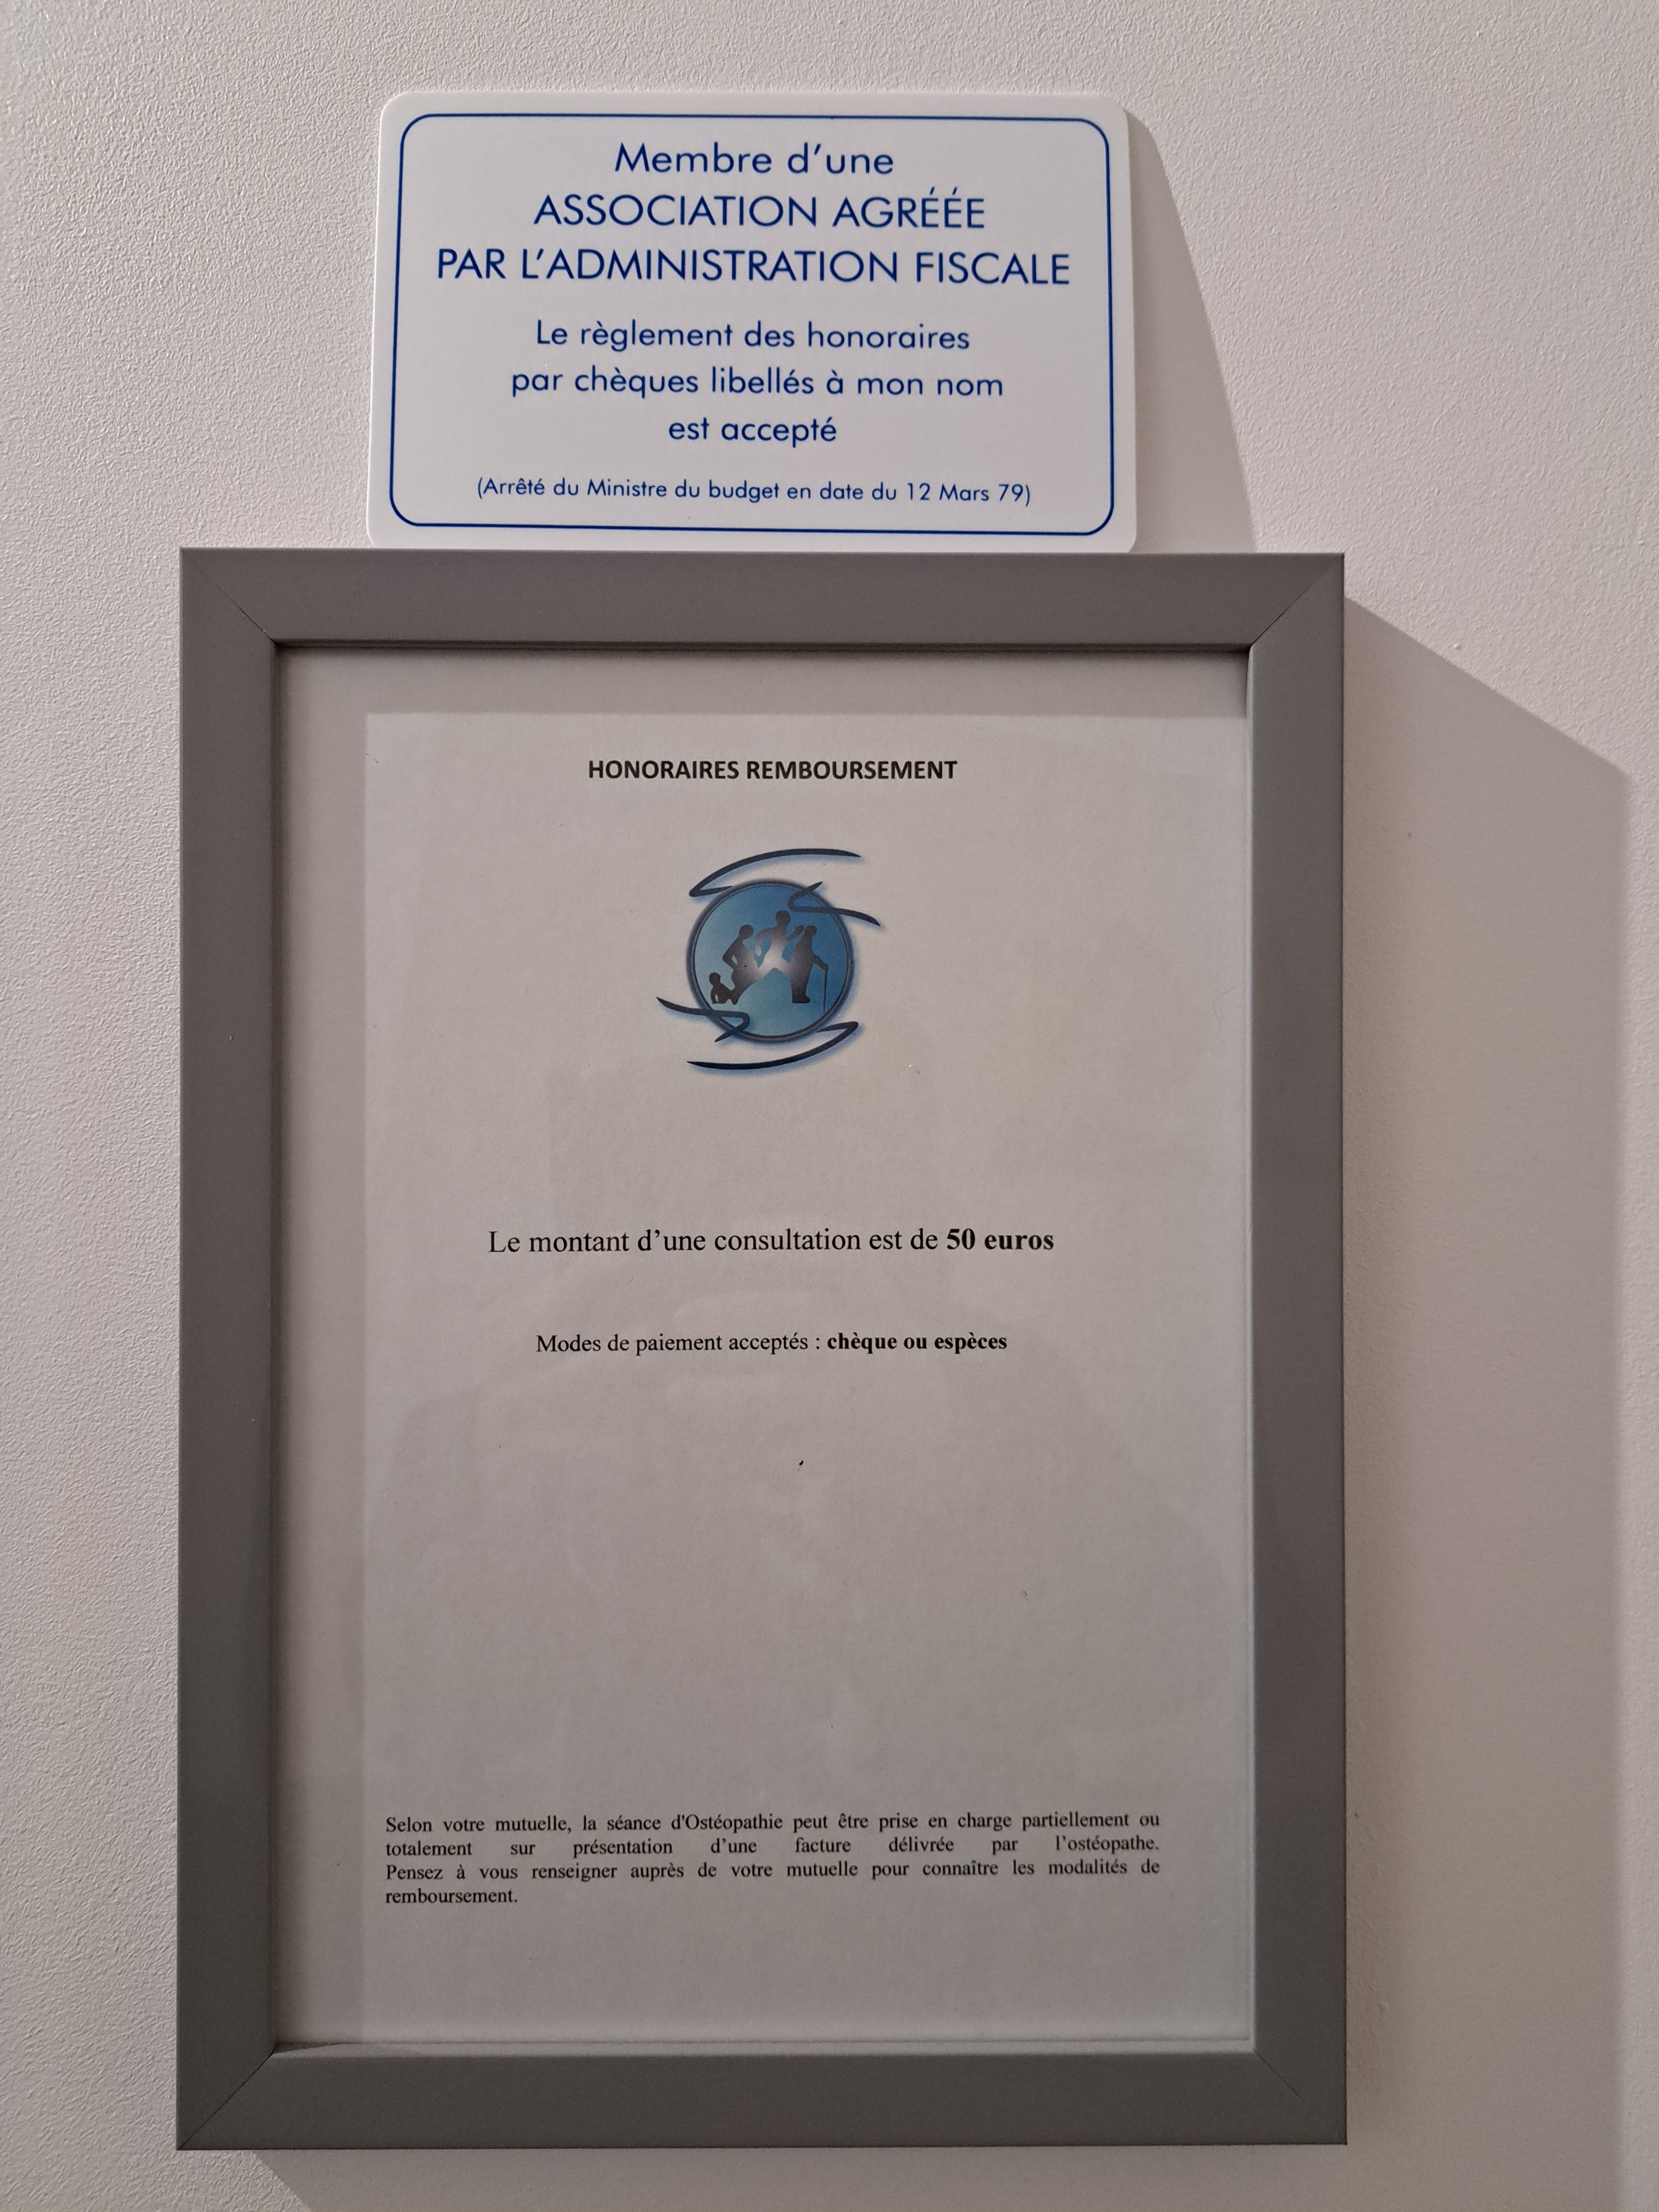 Membre d'une
ASSOCIATION AGRÉÉE
PAR L'ADMINISTRATION FISCALE
Le règlement des honoraires
par chèques libellés à mon nom
est accepté
(Arrêté du Ministre du budget en date du 12 Mars 79)
HONORAIRES REMBOURSEMENT
Le montant d'une consultation est de 50 euros
Modes de paiement acceptés : chèque ou espèces
Selon votre mutuelle, la séance d'Ostéopathie peut être prise en charge partiellement ou
totalement sur présentation d'une facture délivrée par l'ostéopathe.
Pensez à vous renseigner auprès de votre mutuelle pour connaître les modalités de
remboursement.